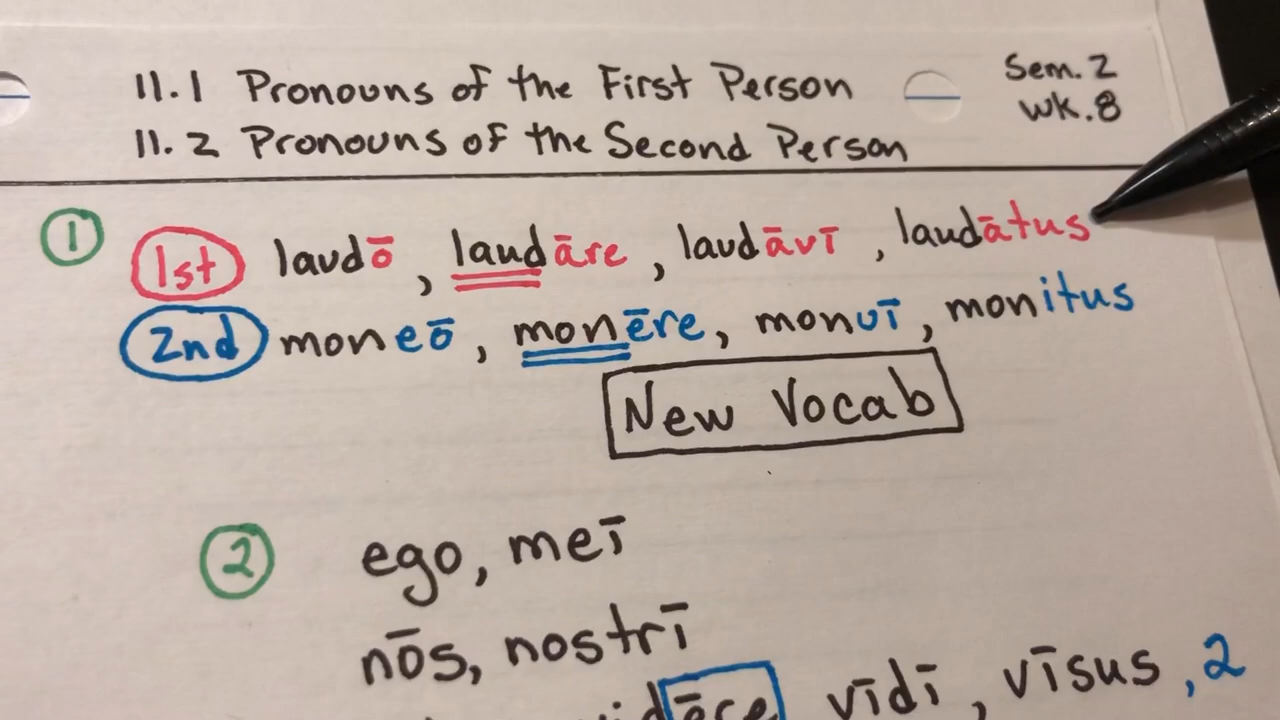 11.1 Pronouns of the First Person
11.2 Pronouns of the Second Person
Sem. 2
Wk. 8
① 1st laudō, laudāre, laudāvī, laudātus
2nd moneō, monēre, monuī, monitus
New Vocab
② ego, meī
nōs, nostrī
vīdī, vīsus, 2